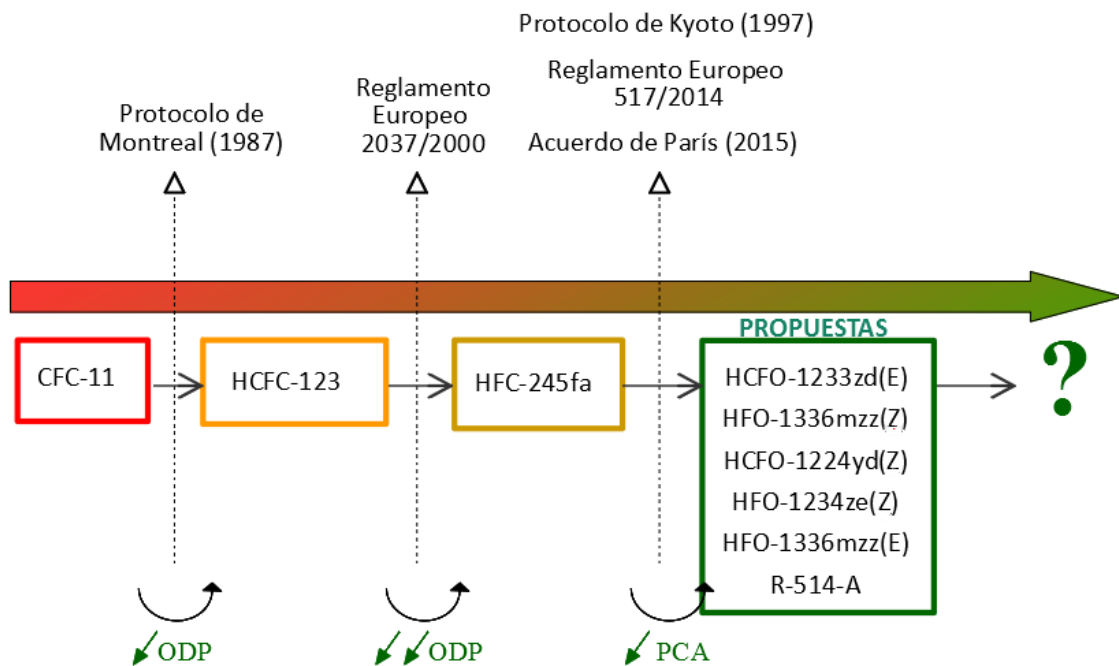 Protocolo de Kyoto (1997)
Reglamento Europeo
517/2014
Acuerdo de París (2015)
Reglamento
Europeo
2037/2000
Protocolo de
Montreal (1987)
PROPUESTAS
CFC-11
HCFC-123
HFC-245fa
HCFO-1233zd(E)
HFO-1336mzz(Z)
HCFO-1224yd(Z)
HFO-1234ze(Z)
HFO-1336mzz(E)
R-514-A
?
ODP
ODP
PCA